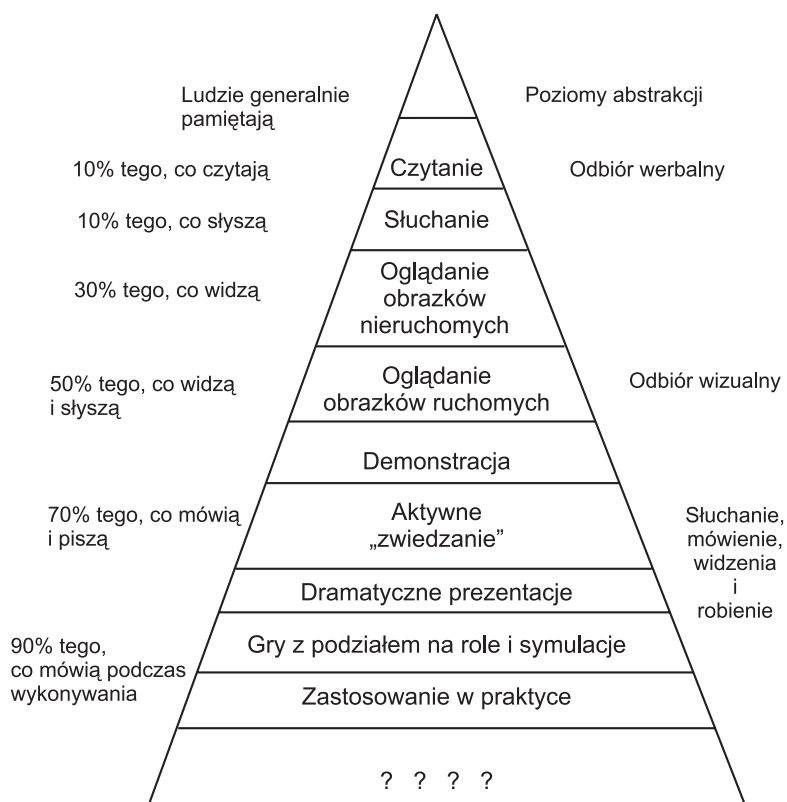 Ludzie generalnie
pamiętają
Poziomy abstrakcji
10% tego, co czytają
Czytanie
Odbiór werbalny
10% tego, co słyszą
Słuchanie
30% tego, co widzą
Oglądanie
obrazków
nieruchomych
50% tego, co widzą
i słyszą
Oglądanie
obrazków ruchomych
Odbiór wizualny
Demonstracja
70% tego, co mówią
i piszą
Aktywne
„zwiedzanie”
Słuchanie,
mówienie,
widzenia
i
robienie
Dramatyczne prezentacje
90% tego,
co mówią podczas
wykonywania
Gry z podziałem na role i symulacje
Zastosowanie w praktyce
? ? ? ?